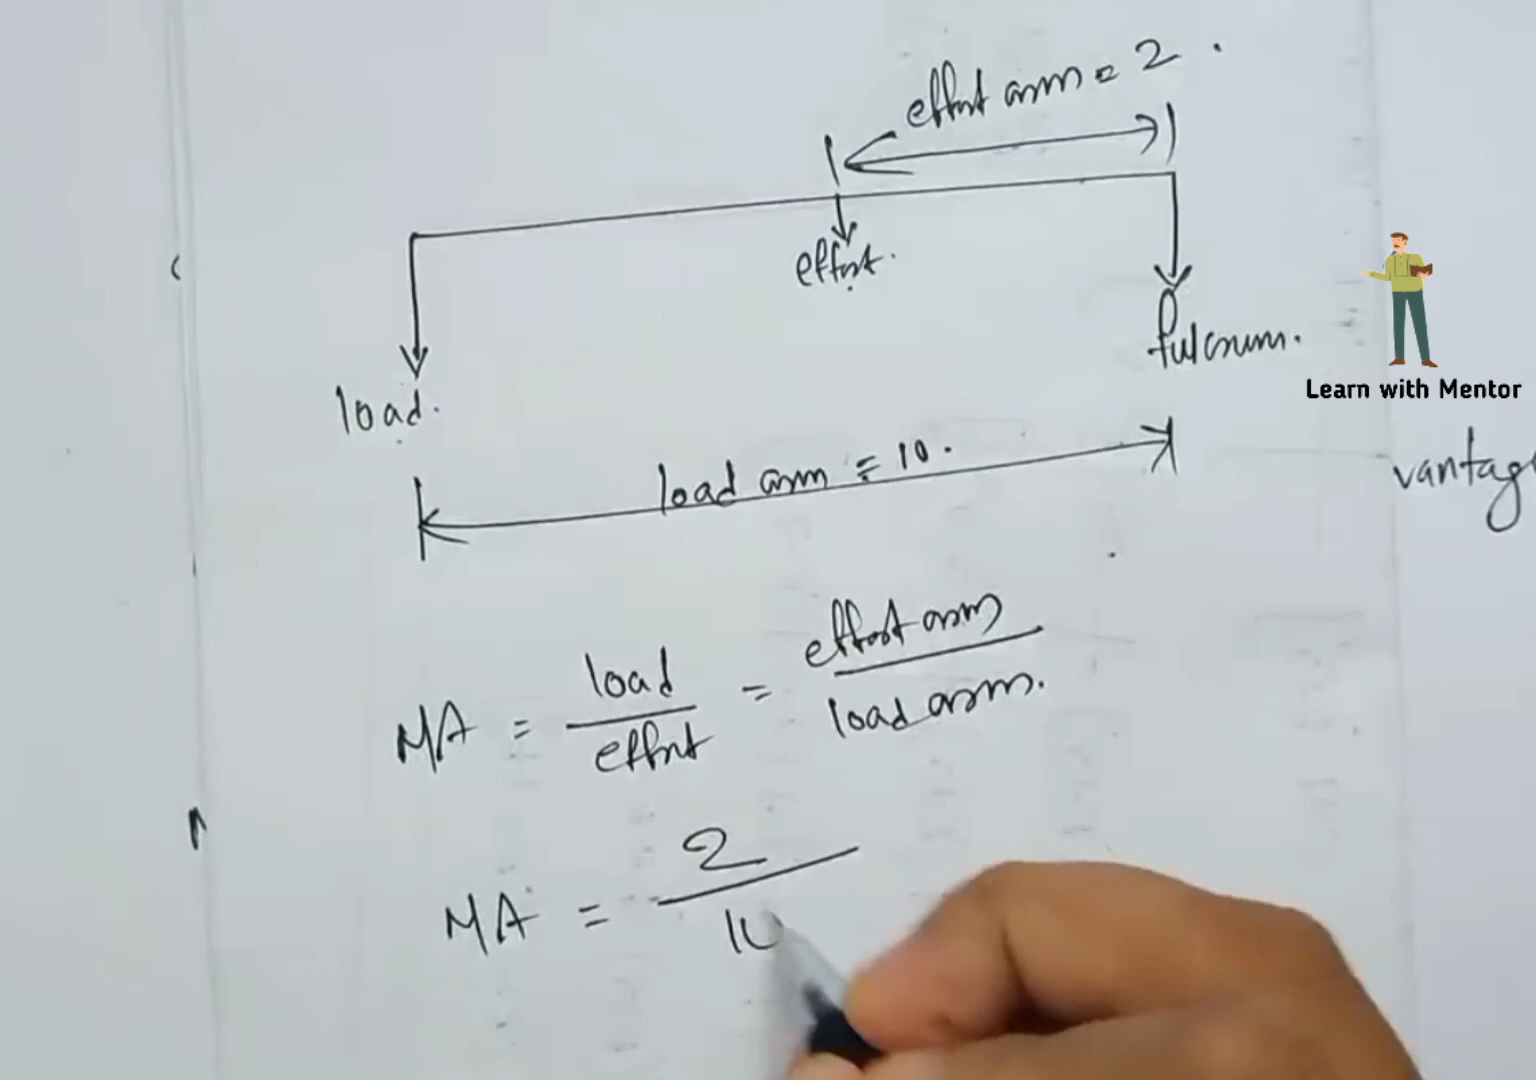 effort arm = 2.
effort.
fulcrum.
load.
Learn with Mentor
load arm = 10.
vantag
MA = load / effort = effort arm / load arm.
MA = 2 / 10